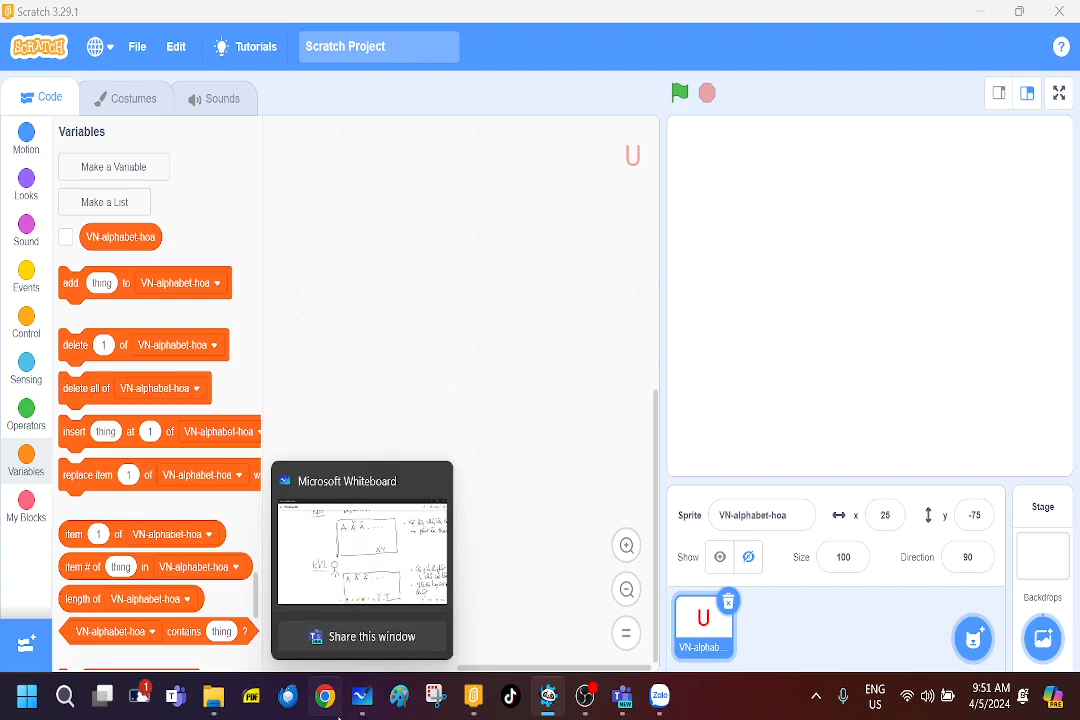 Scratch 3.29.1
SCRATCH
File
Edit
Tutorials
Scratch Project
?
Code
Costumes
Sounds
Motion
Looks
Sound
Events
Control
Sensing
Operators
Variables
My Blocks
Variables
Make a Variable
Make a List
VN-alphabet-hoa
add thing to VN-alphabet-hoa
delete 1 of VN-alphabet-hoa
delete all of VN-alphabet-hoa
insert thing at 1 of VN-alphabet-hoa
replace item 1 of VN-alphabet-hoa w
item 1 of VN-alphabet-hoa
item # of thing in VN-alphabet-hoa
length of VN-alphabet-hoa
VN-alphabet-hoa contains thing ?
U
Microsoft Whiteboard
Share this window
Sprite VN-alphabet-hoa x 25 y -75
Show Size 100 Direction 90
U
VN-alphab...
Stage
Backdrops
1
PDF
NEW
Zalo
ENG
US
9:51 AM
4/5/2024
PRE